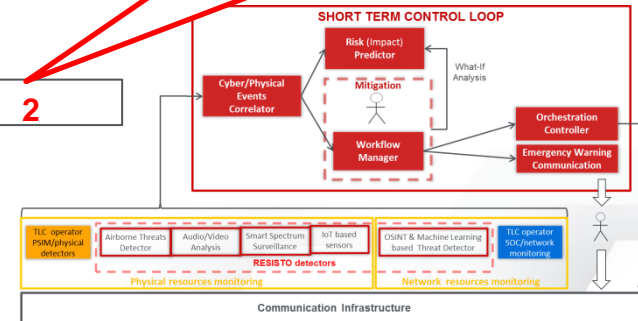 SHORT TERM CONTROL LOOP
Risk (Impact)
Predictor
What-If
Analysis
Cyber/Physical
Events
Correlator
Mitigation
2
Workflow
Manager
Orchestration
Controller
Emergency Warning
Communication
TLC operator
PSIM/physical
detectors
Airborne Threats
Detector
Audio/Video
Analysis
Smart Spectrum
Surveillance
IoT based
sensors
RESISTO detectors
OSINT & Machine Learning
based Threat Detector
TLC operator
SOC/network
monitoring
Physical resources monitoring
Network resources monitoring
Communication Infrastructure